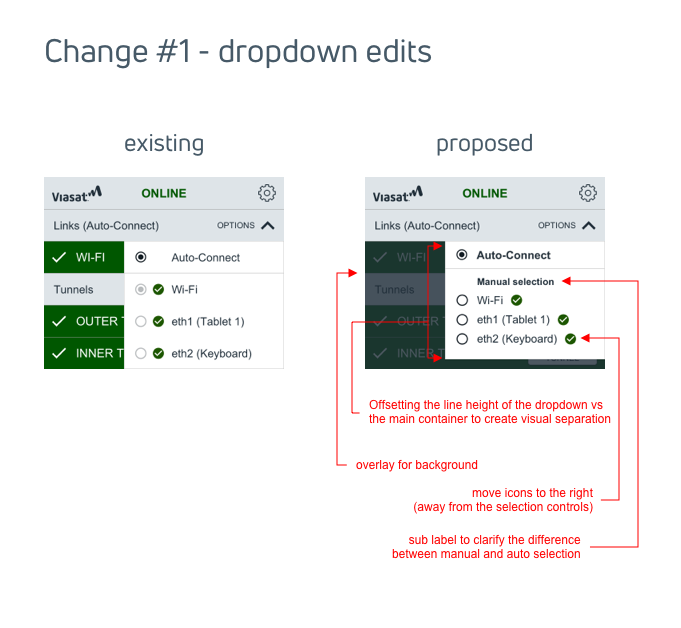 Change #1 - dropdown edits
existing
proposed
Viasat
ONLINE
Links (Auto-Connect)
OPTIONS
WI-FI
Auto-Connect
Tunnels
Wi-Fi
OUTER T
eth1 (Tablet 1)
INNER T
eth2 (Keyboard)
Viasat
ONLINE
Links (Auto-Connect)
OPTIONS
WI-FI
Auto-Connect
Tunnels
Manual selection
Wi-Fi
OUTER
eth1 (Tablet 1)
eth2 (Keyboard)
INNER T
Offsetting the line height of the dropdown vs
the main container to create visual separation
overlay for background
move icons to the right
(away from the selection controls)
sub label to clarify the difference
between manual and auto selection